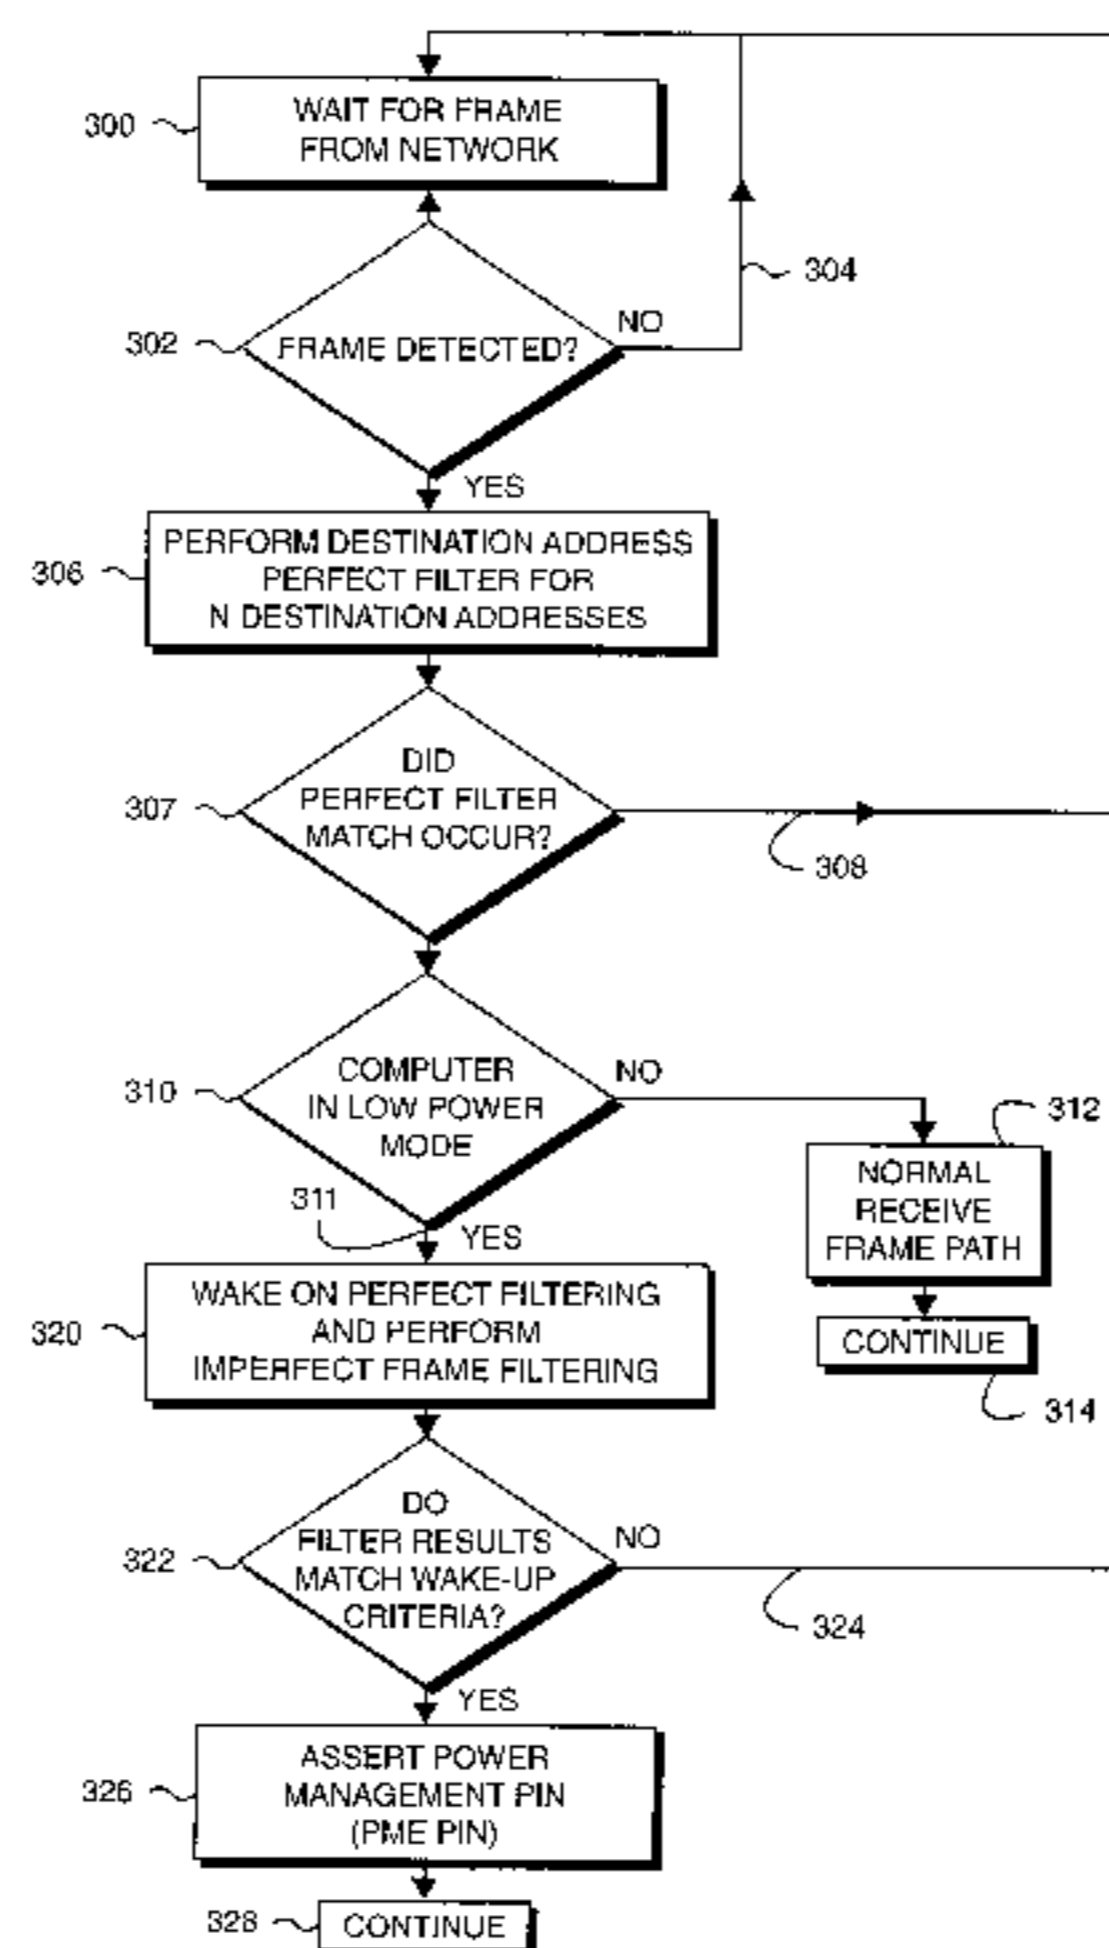 300
WAIT FOR FRAME
FROM NETWORK
304
302
FRAME DETECTED?
NO
YES
306
PERFORM DESTINATION ADDRESS
PERFECT FILTER FOR
N DESTINATION ADDRESSES
307
DID
PERFECT FILTER
MATCH OCCUR?
308
310
COMPUTER
IN LOW POWER
MODE
NO
312
NORMAL
RECEIVE
FRAME PATH
311
YES
320
WAKE ON PERFECT FILTERING
AND PERFORM
IMPERFECT FRAME FILTERING
CONTINUE
314
322
DO
FILTER RESULTS
MATCH WAKE-UP
CRITERIA?
NO
324
YES
326
ASSERT POWER
MANAGEMENT PIN
(PME PIN)
328
CONTINUE